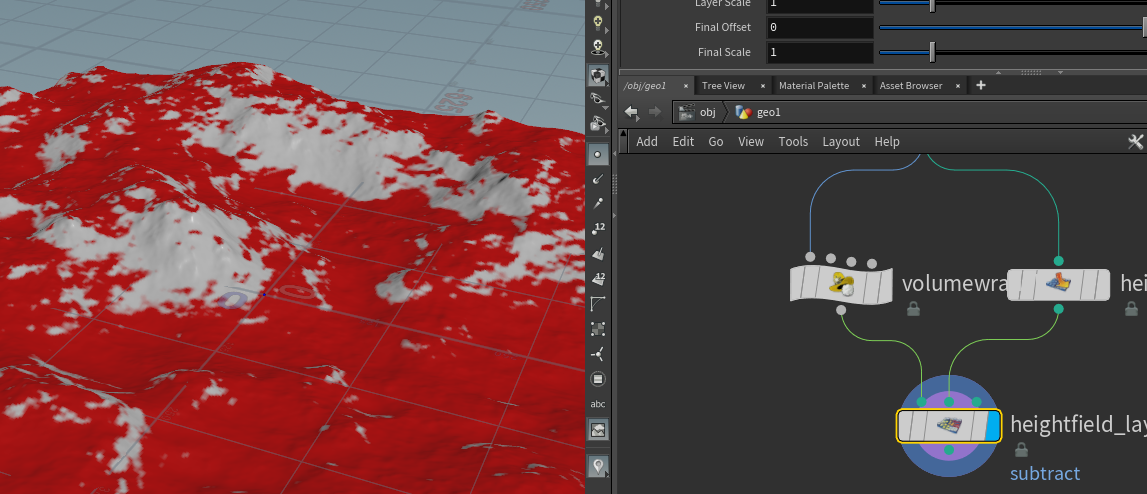 Layer Scale 1
Final Offset 0
Final Scale 1
/obj/geo1 × Tree View × Material Palette × Asset Browser × +
obj geo1
Add Edit Go View Tools Layout Help
12
12
abc
volumewra
hei
heightfield_lay
subtract